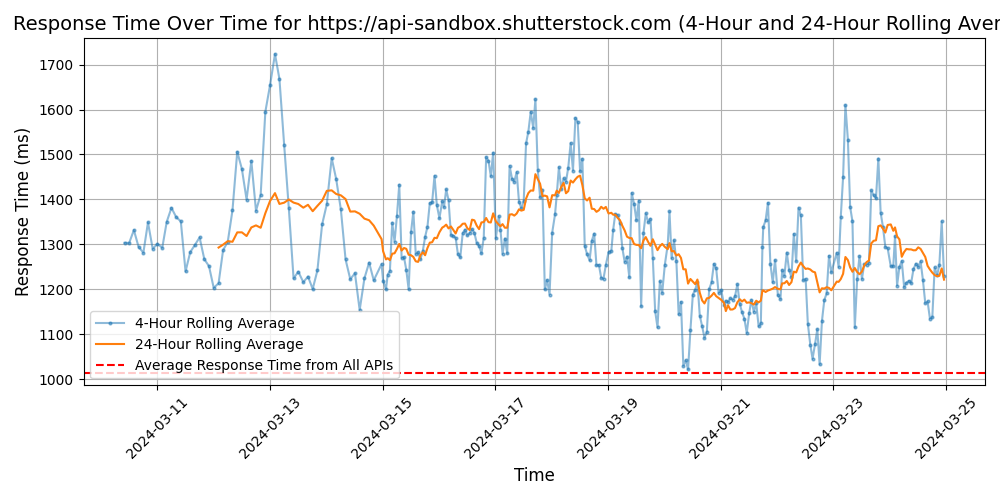 Response Time Over Time for https://api-sandbox.shutterstock.com (4-Hour and 24-Hour Rolling Aver
Response Time (ms)
1700
1600
1500
1400
1300
1200
1100
1000
4-Hour Rolling Average
24-Hour Rolling Average
Average Response Time from All APIs
2024-03-11
2024-03-13
2024-03-15
2024-03-17
2024-03-19
2024-03-21
2024-03-23
2024-03-25
Time